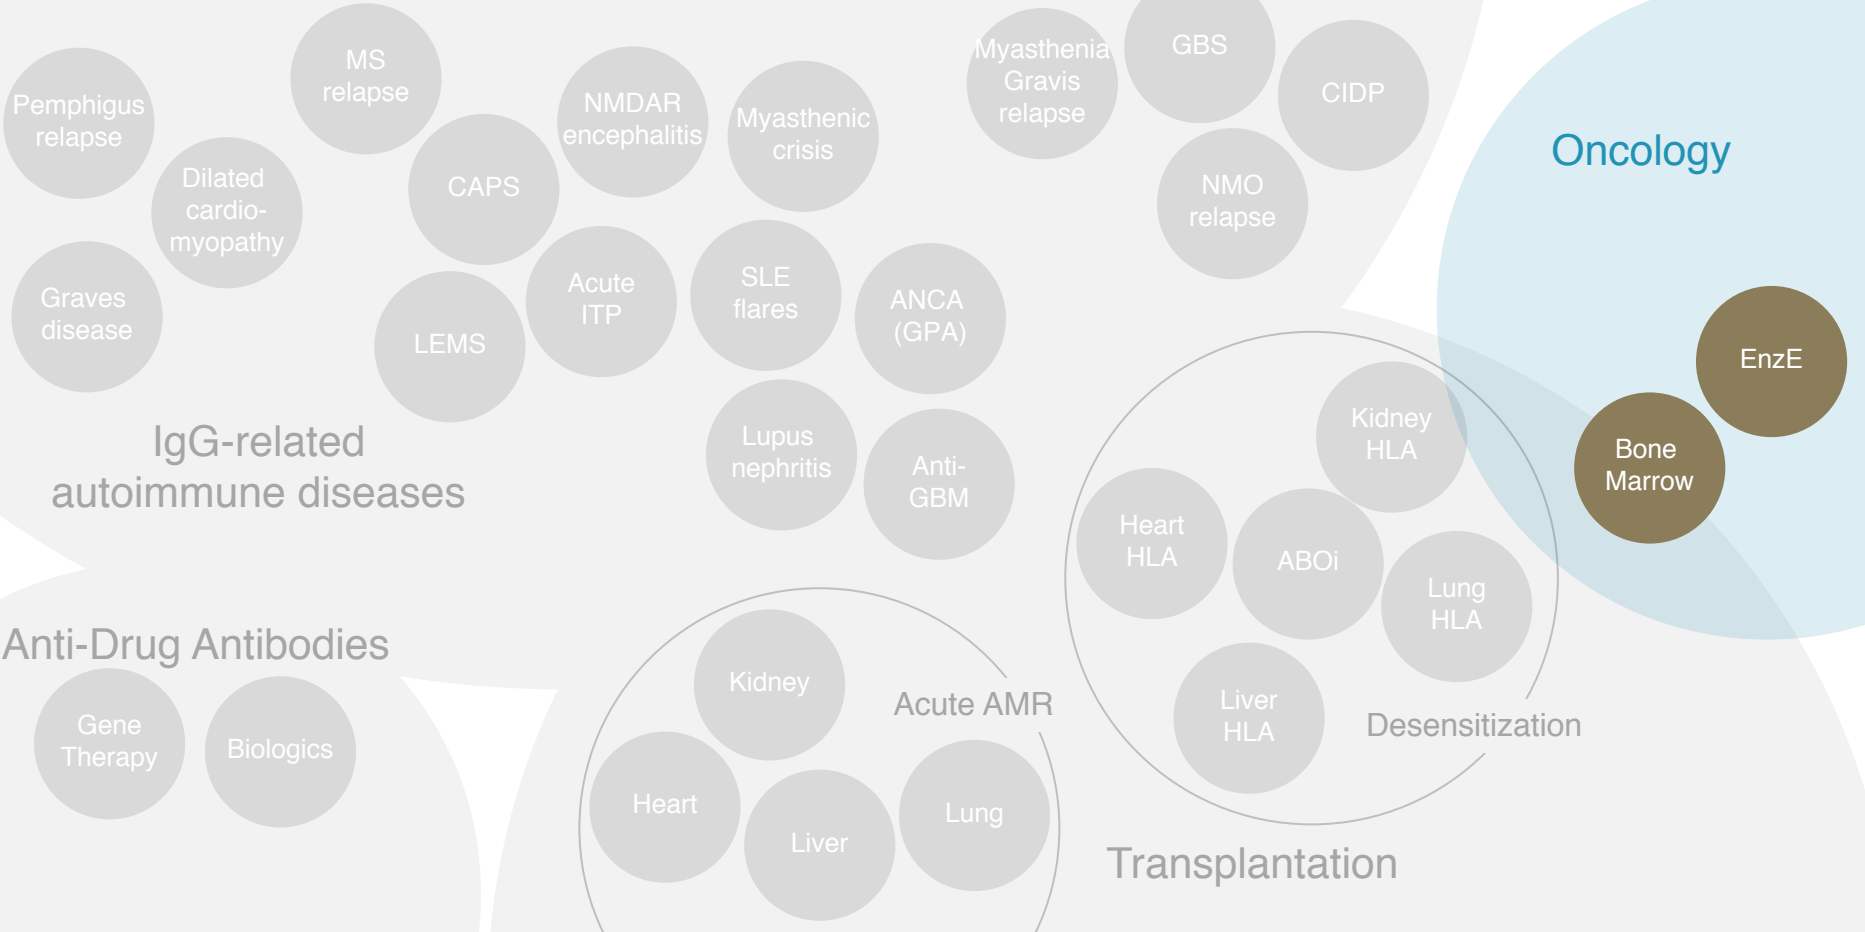 Pemphigus
relapse
MS
relapse
Dilated
cardio-
myopathy
Graves
disease
CAPS
LEMS
NMDAR
encephalitis
Myasthenic
crisis
Acute
ITP
SLE
flares
ANCA
(GPA)
Lupus
nephritis
Anti-
GBM
Myasthenia
Gravis
relapse
GBS
CIDP
NMO
relapse
IgG-related
autoimmune diseases
Oncology
EnzE
Bone
Marrow
Kidney
HLA
Heart
HLA
ABOi
Lung
HLA
Liver
HLA
Desensitization
Anti-Drug Antibodies
Gene
Therapy
Biologics
Kidney
Acute AMR
Heart
Liver
Lung
Transplantation